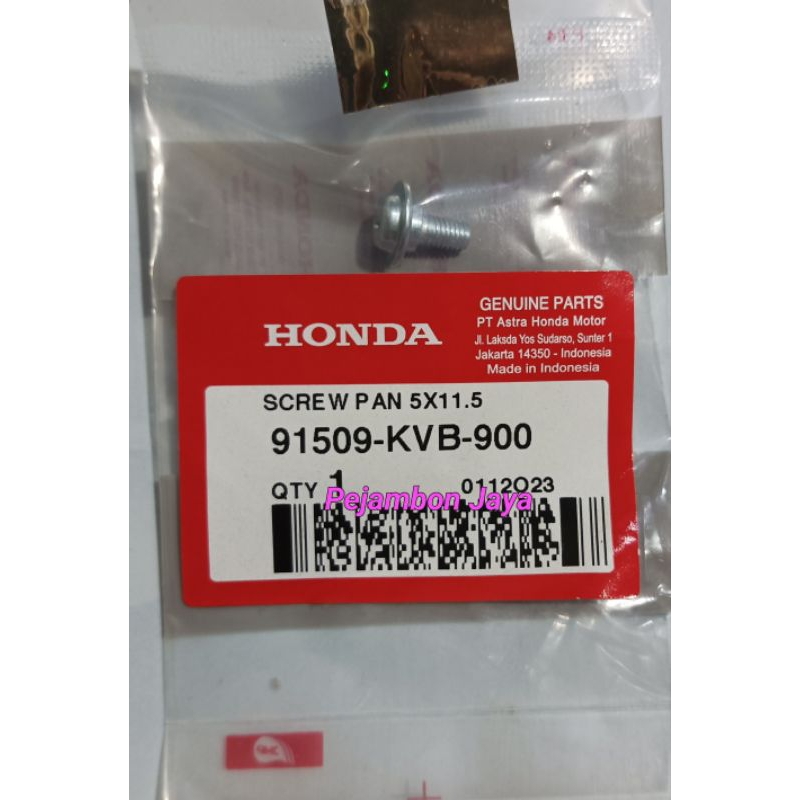 HONDA
GENUINE PARTS
PT Astra Honda Motor
Jl. Laksda Yos Sudarso, Sunter 1
Jakarta 14350 - Indonesia
Made in Indonesia
SCREW PAN 5X11.5
91509-KVB-900
QTY 1
0112O23
Pejambon Jaya